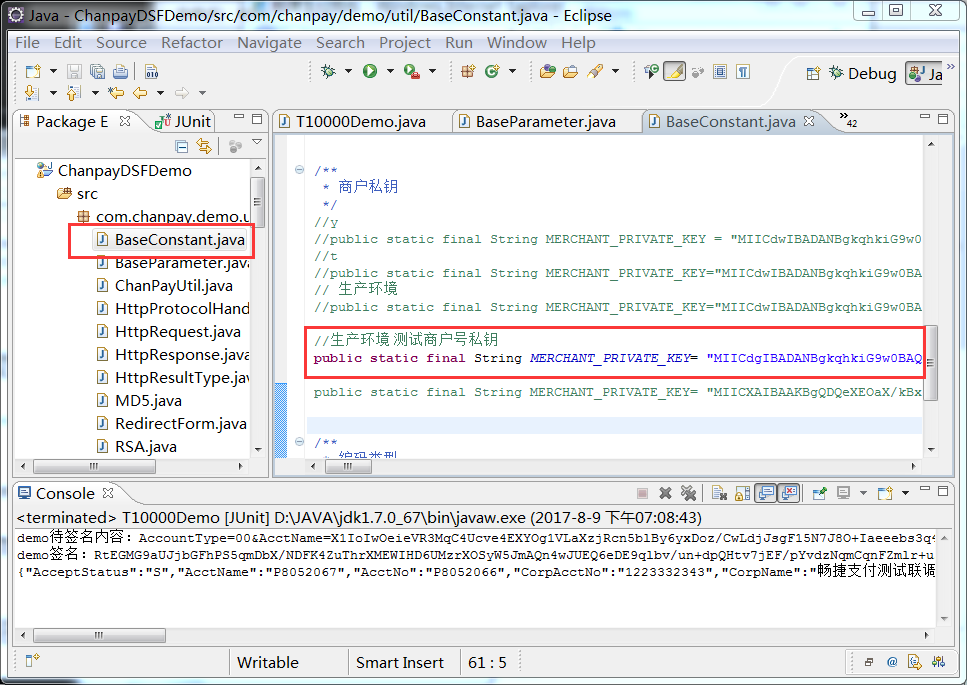 Java - ChanpayDSFDemo/src/com/chanpay/demo/util/BaseConstant.java - Eclipse
File Edit Source Refactor Navigate Search Project Run Window Help
Debug Ja
Package E JUnit
T10000Demo.java BaseParameter.java BaseConstant.java 42
ChanpayDSFDemo
src
com.chanpay.demo.u
BaseConstant.java
BaseParameter.java
ChanPayUtil.java
HttpProtocolHand
HttpRequest.java
HttpResponse.java
HttpResultType.jav
MD5.java
RedirectForm.java
RSA.java
/**
* 商户私钥
*/
//y
//public static final String MERCHANT_PRIVATE_KEY = "MIICdwIBADANBgkqhkiG9w0
//t
//public static final String MERCHANT_PRIVATE_KEY="MIICdwIBADANBgkqhkiG9w0BA
// 生产环境
//public static final String MERCHANT_PRIVATE_KEY="MIICdwIBADANBgkqhkiG9w0BA
//生产环境 测试商户号私钥
public static final String MERCHANT_PRIVATE_KEY= "MIICdgIBADANBgkqhkiG9w0BAQ
public static final String MERCHANT_PRIVATE_KEY= "MIICXAIBAAKBgQDQeXEOaX/kBx
/**
* 编码类型
Console
<terminated> T10000Demo [JUnit] D:\JAVA\jdk1.7.0_67\bin\javaw.exe (2017-8-9 下午07:08:43)
demo待签名内容：AccountType=00&AcctName=X1IoIwOeieVR3MqC4Ucve4EXYOg1VLaXzjRcn5blBy6yxDoz/CwLdjJsgF15N7J8O+Iaeeebs3q4
demo签名：RtEGMG9aUJjbGFhPS5qmDbX/NDFK4ZuThrXMEWIHD6UMzrXOSyW5JmAQn4wJUEQ6eDE9qlbv/un+dpQHtv7jEF/pYvdzNqmCqnFZmlr+u
{"AcceptStatus":"S","AcctName":"P8052067","AcctNo":"P8052066","CorpAcctNo":"1223332343","CorpName":"畅捷支付测试联调
Writable Smart Insert 61 : 5